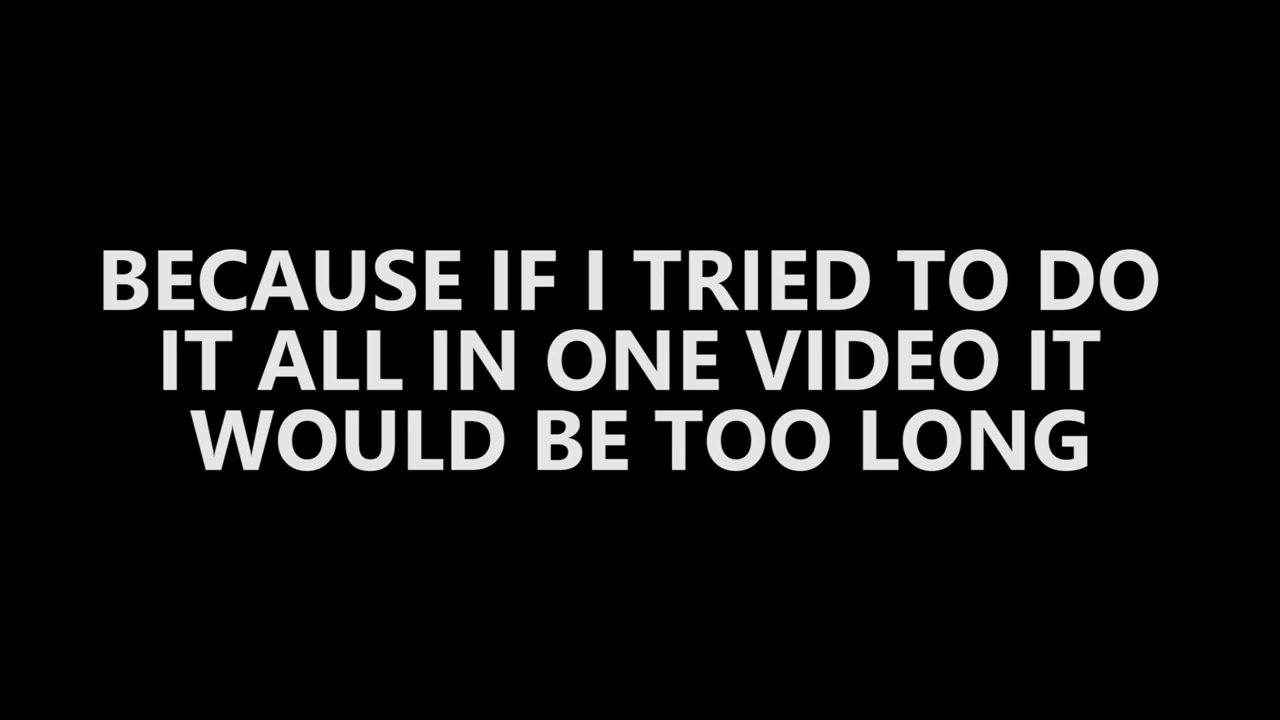 BECAUSE IF I TRIED TO DO
IT ALL IN ONE VIDEO IT
WOULD BE TOO LONG